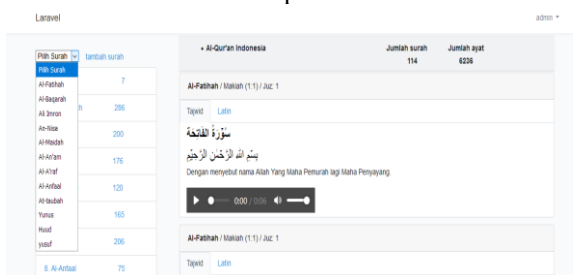 Laravel
admin
Pilih Surah
tambah surah
Pilih Surah
Al-Fatihah
Al-Baqarah
Ali Imron
An-Nisa
Al-Maidah
Al-An'am
Al-A'raf
Al-Anfaal
At-taubah
Yunus
Huud
yusuf
7
h 286
200
176
120
165
206
8. Al-Anfaal 75
+ Al-Qur'an Indonesia
Jumlah surah
114
Jumlah ayat
6236
Al-Fatihah / Makiah (1:1) / Juz: 1
Tajwid Latin
سُوْرَةُ الفَاتِحَة
بِسْمِ اللَّهِ الرَّحْمَٰنِ الرَّحِيْمِ
Dengan menyebut nama Allah Yang Maha Pemurah lagi Maha Penyayang.
0:00 / 0:06
Al-Fatihah / Makiah (1:1) / Juz: 1
Tajwid Latin